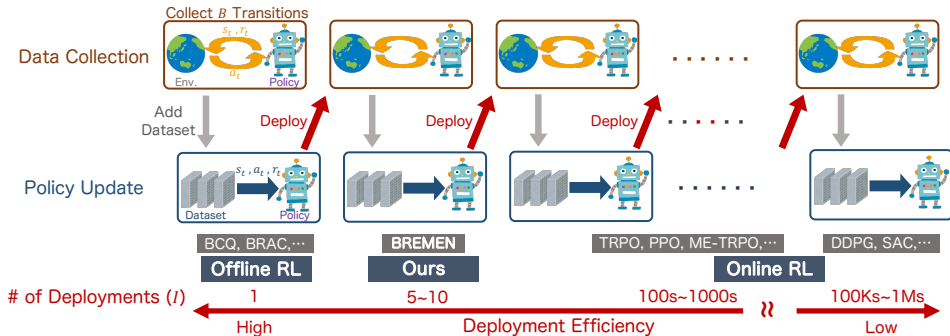 Collect B Transitions
Data Collection
s_t , r_t
a_t
Env.
Policy
Add
Dataset
Deploy
Deploy
Deploy
Policy Update
s_t , a_t , r_t
Dataset
Policy
BCQ, BRAC,…
BREMEN
TRPO, PPO, ME-TRPO,…
DDPG, SAC,…
Offline RL
Ours
Online RL
# of Deployments (I)
1
5~10
100s~1000s
100Ks~1Ms
High
Deployment Efficiency
Low